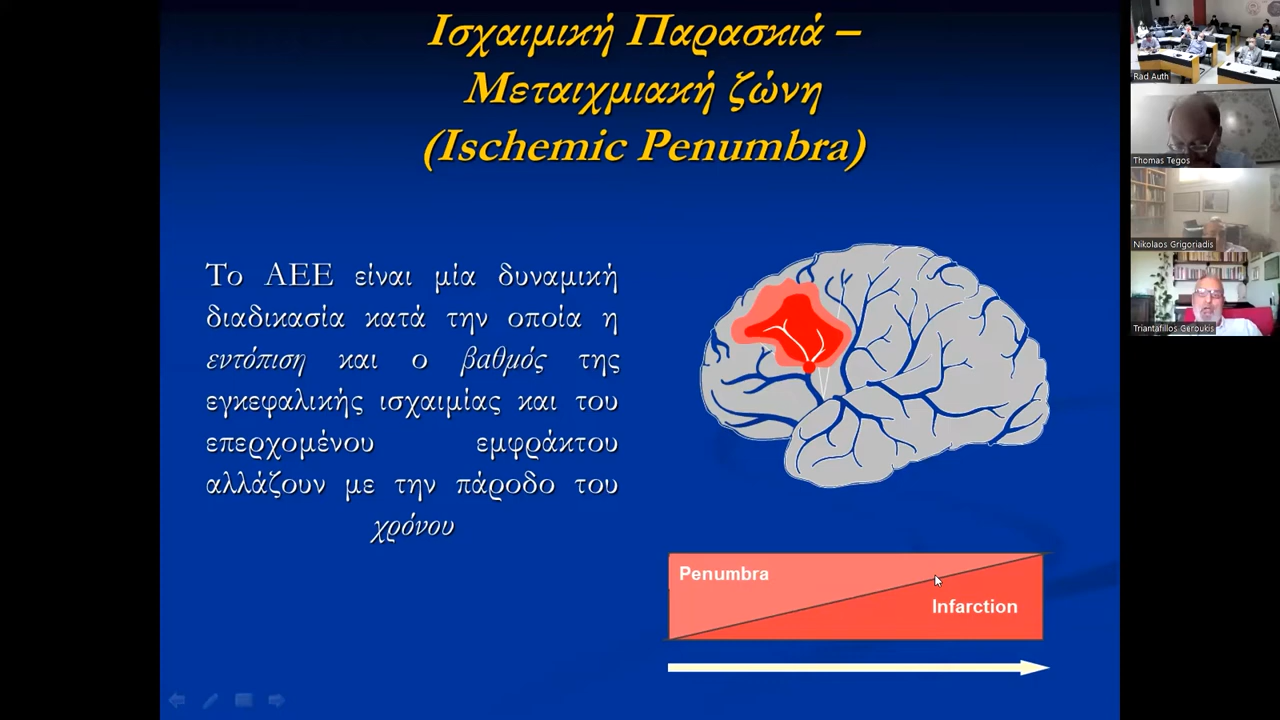 Ισχαιμική Παρασκιά –
Μεταιχμιακή ζώνη
(Ischemic Penumbra)
Το ΑΕΕ είναι μία δυναμική
διαδικασία κατά την οποία η
εντόπιση και ο βαθμός της
εγκεφαλικής ισχαιμίας και του
επερχομένου εμφράκτου
αλλάζουν με την πάροδο του
χρόνου
Penumbra
Infarction
Rad Auth
Thomas Tegos
Nikolaos Grigoriadis
Triantafillos Geroukis